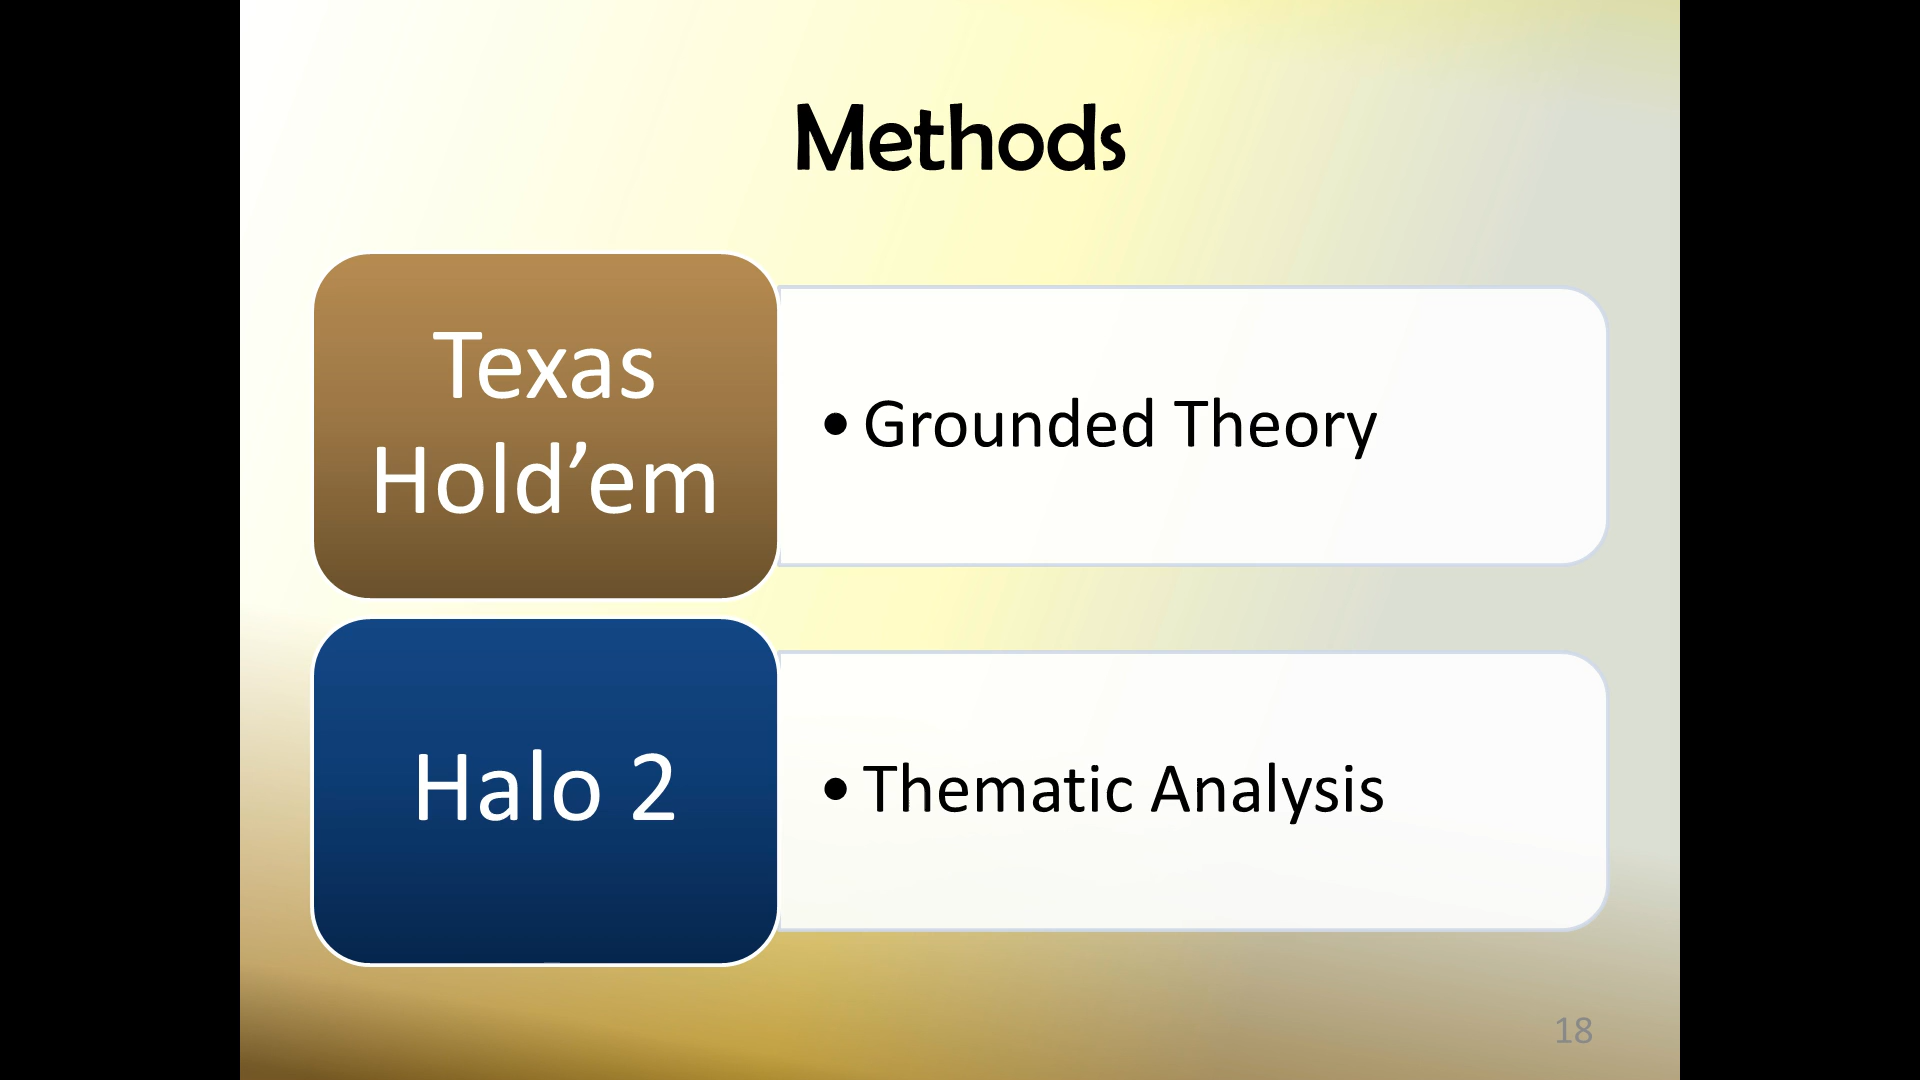 Methods
Texas
Hold’em
• Grounded Theory
Halo 2
• Thematic Analysis
18